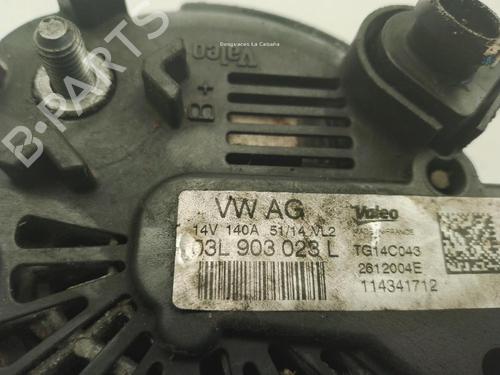 Desguaces La Cabaña
Valeo
B+
B-PARTS
VW AG
14V 140A 51/14 VL2
03L 903 023 L
Valeo
MADE IN FRANCE
TG14C043
2612004E
114341712